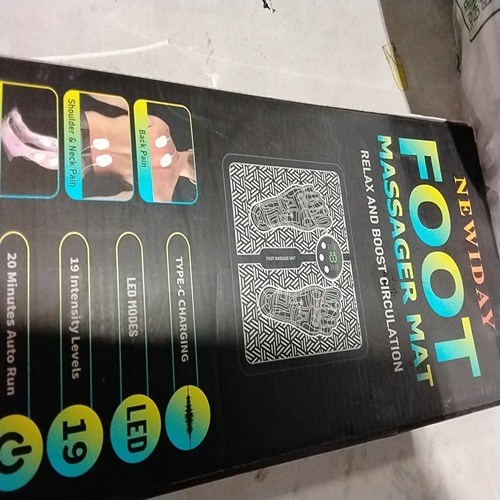 NEWIDAY
FOOT
MASSAGER MAT
RELAX AND BOOST CIRCULATION
FOOT MASSAGE MAT
Back Pain
Shoulder & Neck Pain
TYPE-C CHARGING
LED MODES
LED
19 Intensity Levels
19
20 Minutes Auto Run